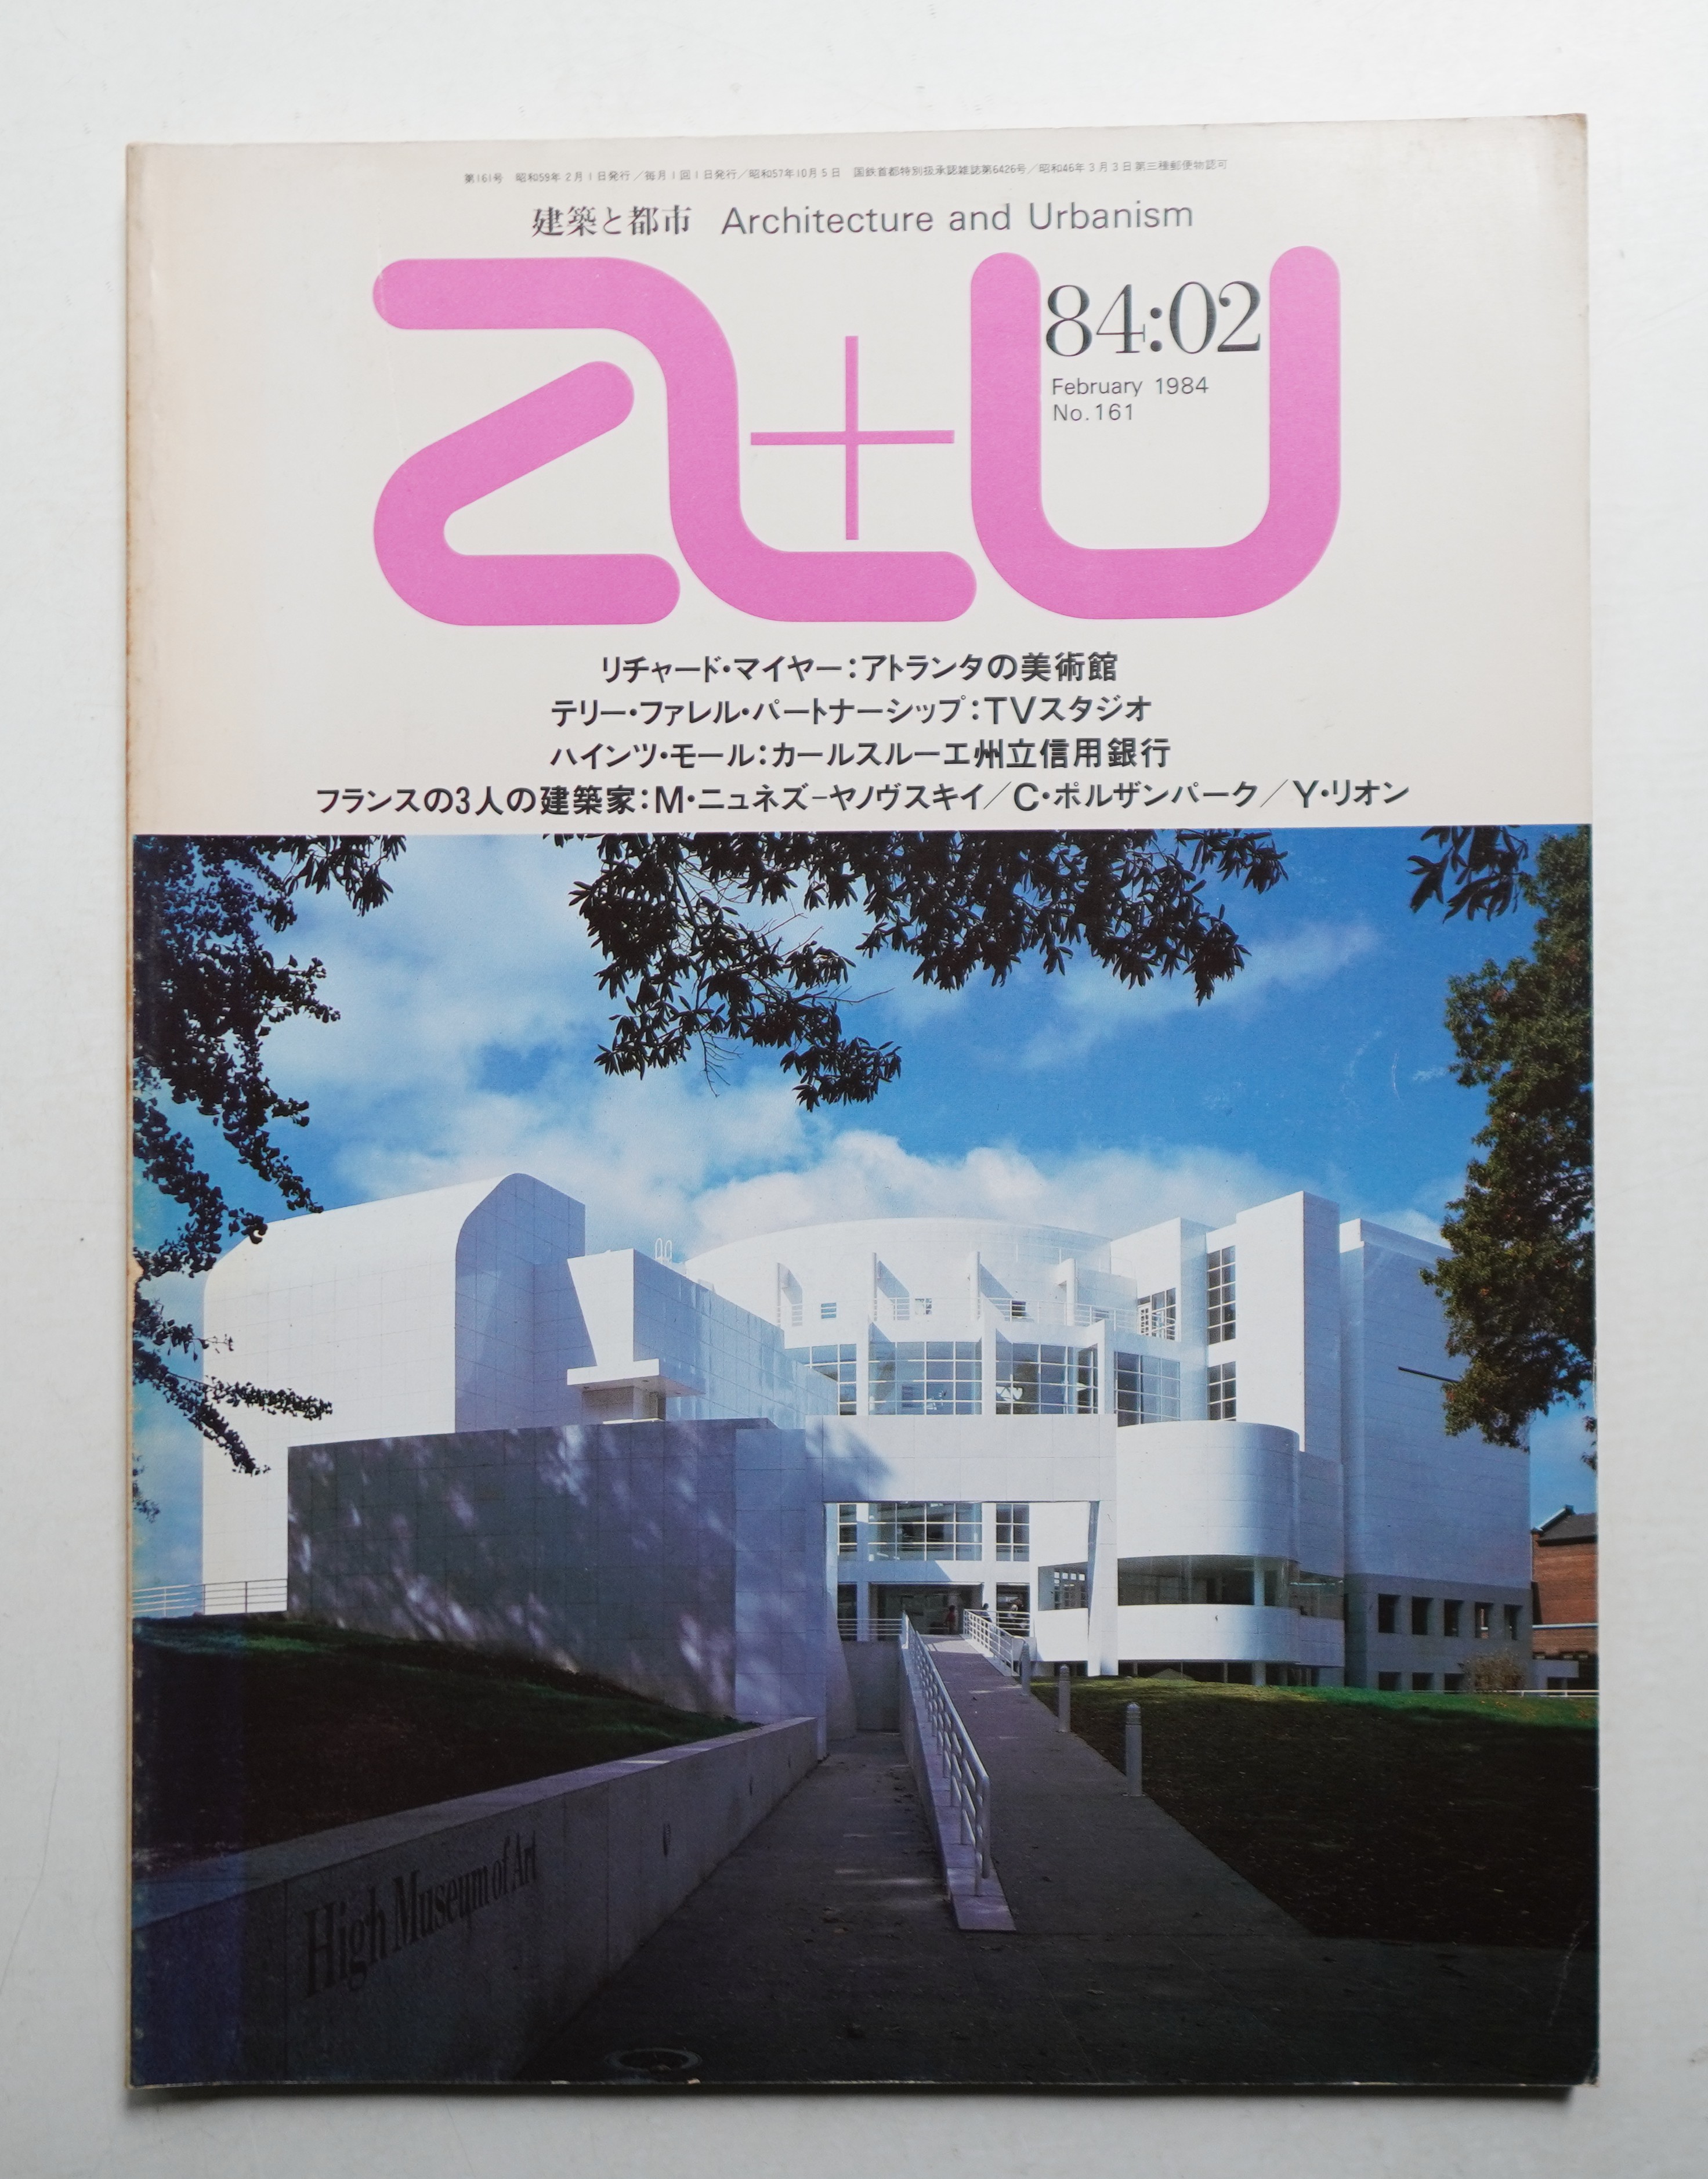 第161号　昭和59年2月1日発行／毎月1回1日発行／昭和57年10月5日　国鉄首都特別扱承認雑誌第6426号／昭和46年3月3日第三種郵便物認可
建築と都市　Architecture and Urbanism
a+u
84:02
February 1984
No.161
リチャード・マイヤー：アトランタの美術館
テリー・ファレル・パートナーシップ：TVスタジオ
ハインツ・モール：カールスルーエ州立信用銀行
フランスの3人の建築家：M・ニュネズ−ヤノヴスキイ／C・ポルザンパーク／Y・リオン
High Museum of Art